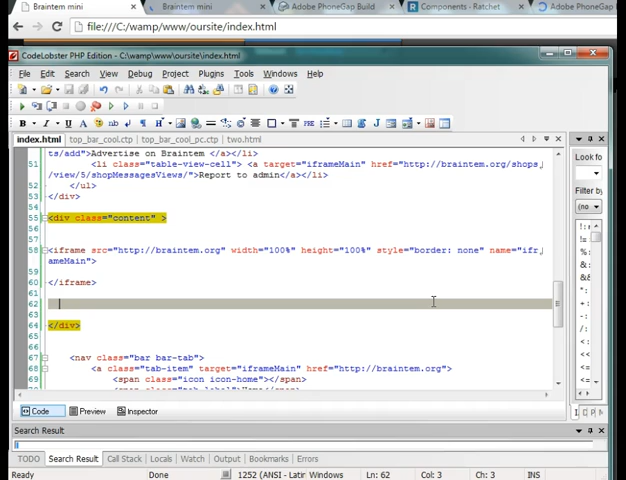 Braintem mini
Braintem mini
Adobe PhoneGap Build
Components - Ratchet
Adobe PhoneGap
file:///C:/wamp/www/oursite/index.html
CodeLobster PHP Edition - C:\wamp\www\oursite\index.html
File Edit Search View Debug Project Plugins Tools Windows Help
B I U PRE
index.html top_bar_cool.ctp top_bar_cool_pc.ctp two.html
Look fo
ts/add">Advertise on Braintem </a></li>
51 <li class="table-view-cell"> <a target="iframeMain" href="http://braintem.org/shops
/view/5/shopMessagesViews/">Report to admin</a></li>
52 </ul>
53 </div>
54
55 <div class="content" >
56
57
58 <iframe src="http://braintem.org" width="100%" height="100%" style="border: none" name="ifr
ameMain">
59
60 </iframe>
61
62
63
64 </div>
65
66
67 <nav class="bar bar-tab">
68 <a class="tab-item" target="iframeMain" href="http://braintem.org">
69 <span class="icon icon-home"></span>
Filter by
(no
Code Preview Inspector
Search Result
TODO Search Result Call Stack Locals Watch Output Bookmarks Errors
Ready Done 1252 (ANSI - Latir Windows Ln: 62 Col: 3 Ch: 3 INS